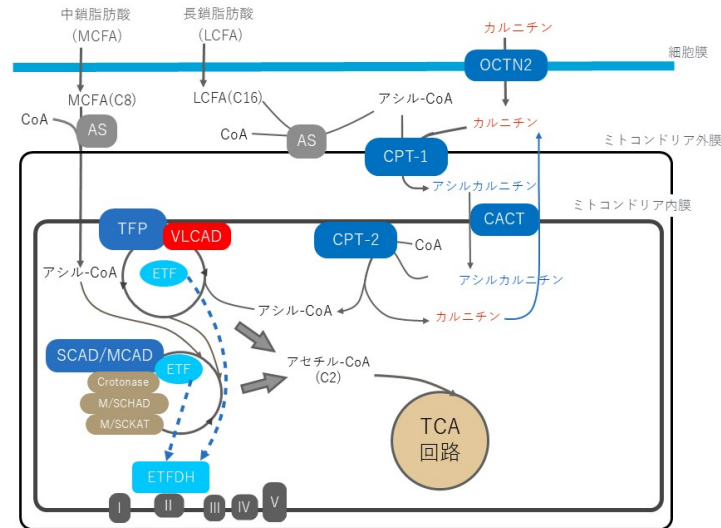 中鎖脂肪酸
(MCFA)
長鎖脂肪酸
(LCFA)
カルニチン
細胞膜
OCTN2
MCFA(C8)
LCFA(C16)
アシル-CoA
CoA
AS
CoA
AS
カルニチン
ミトコンドリア外膜
CPT-1
アシルカルニチン
ミトコンドリア内膜
CACT
TFP
VLCAD
CPT-2
CoA
アシル-CoA
ETF
アシルカルニチン
アシル-CoA
カルニチン
SCAD/MCAD
ETF
Crotonase
M/SCHAD
M/SCKAT
アセチル-CoA
(C2)
TCA
回路
ETFDH
I
II
III
IV
V